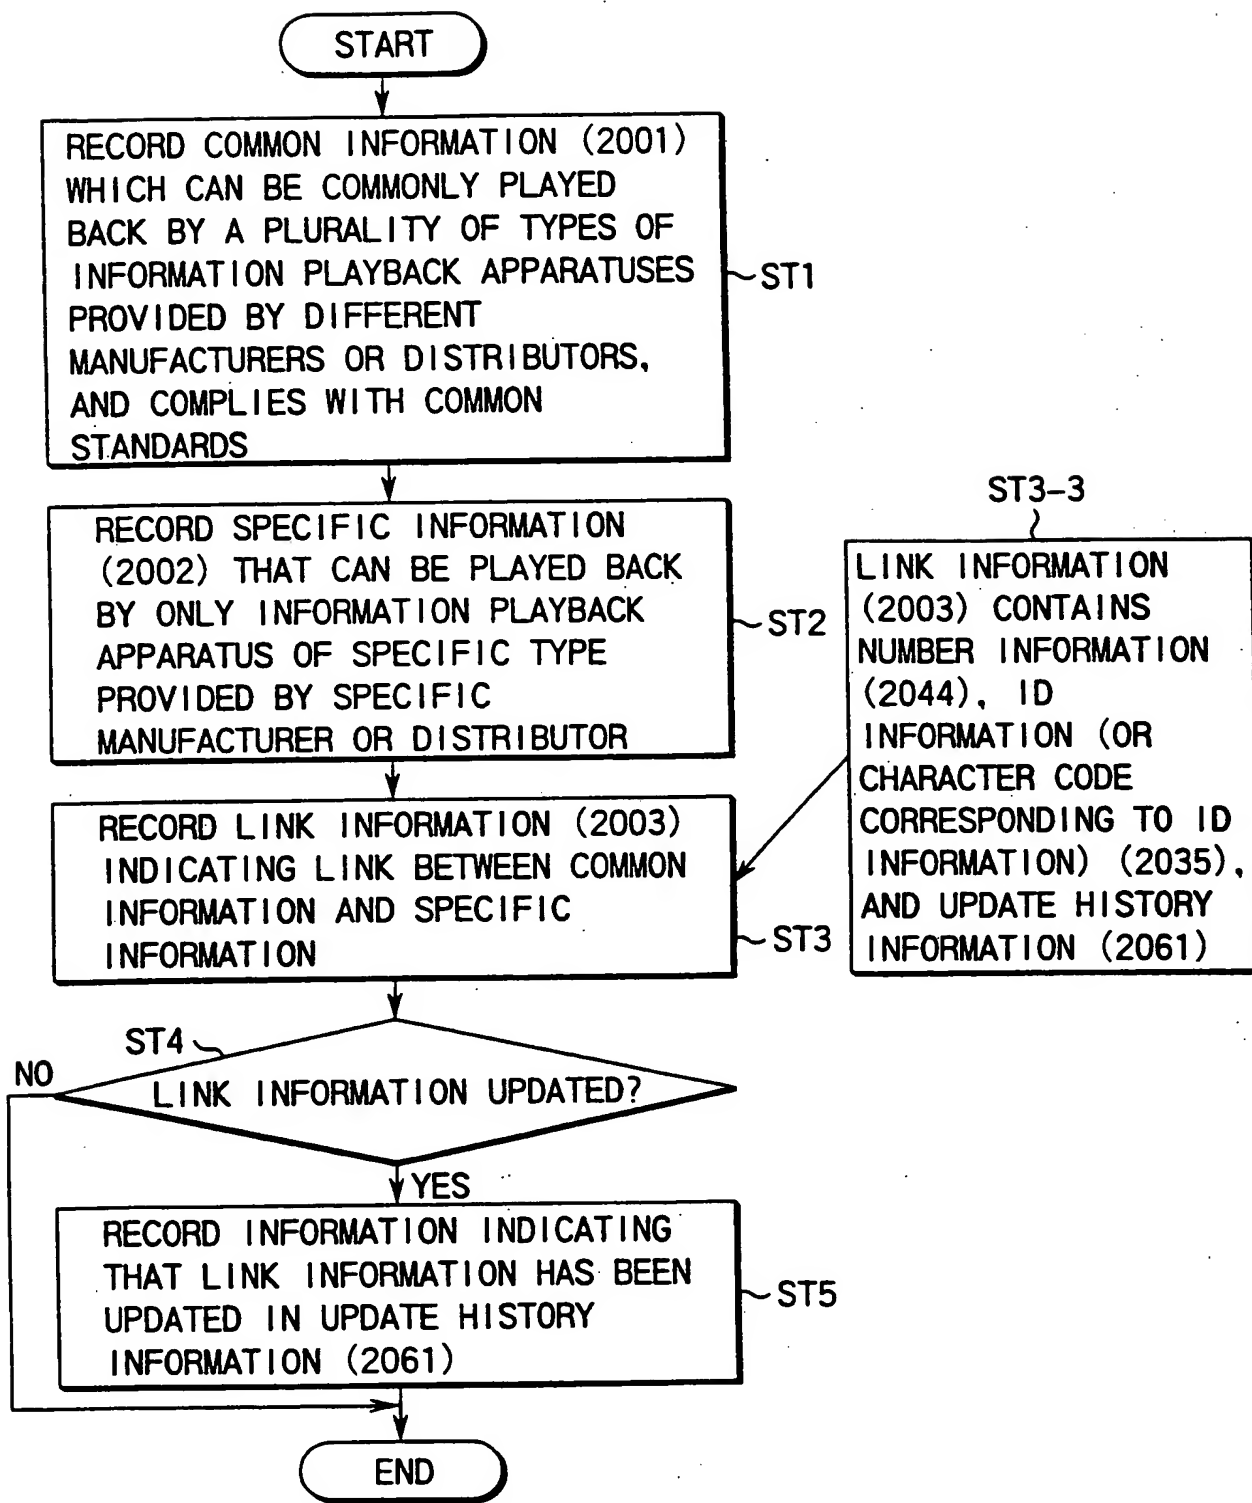 START
RECORD COMMON INFORMATION (2001)
WHICH CAN BE COMMONLY PLAYED
BACK BY A PLURALITY OF TYPES OF
INFORMATION PLAYBACK APPARATUSES
PROVIDED BY DIFFERENT
MANUFACTURERS OR DISTRIBUTORS,
AND COMPLIES WITH COMMON
STANDARDS
ST1
RECORD SPECIFIC INFORMATION
(2002) THAT CAN BE PLAYED BACK
BY ONLY INFORMATION PLAYBACK
APPARATUS OF SPECIFIC TYPE
PROVIDED BY SPECIFIC
MANUFACTURER OR DISTRIBUTOR
ST2
ST3-3
LINK INFORMATION
(2003) CONTAINS
NUMBER INFORMATION
(2044), ID
INFORMATION (OR
CHARACTER CODE
CORRESPONDING TO ID
INFORMATION) (2035),
AND UPDATE HISTORY
INFORMATION (2061)
RECORD LINK INFORMATION (2003)
INDICATING LINK BETWEEN COMMON
INFORMATION AND SPECIFIC
INFORMATION
ST3
ST4
NO
LINK INFORMATION UPDATED?
YES
RECORD INFORMATION INDICATING
THAT LINK INFORMATION HAS BEEN
UPDATED IN UPDATE HISTORY
INFORMATION (2061)
ST5
END